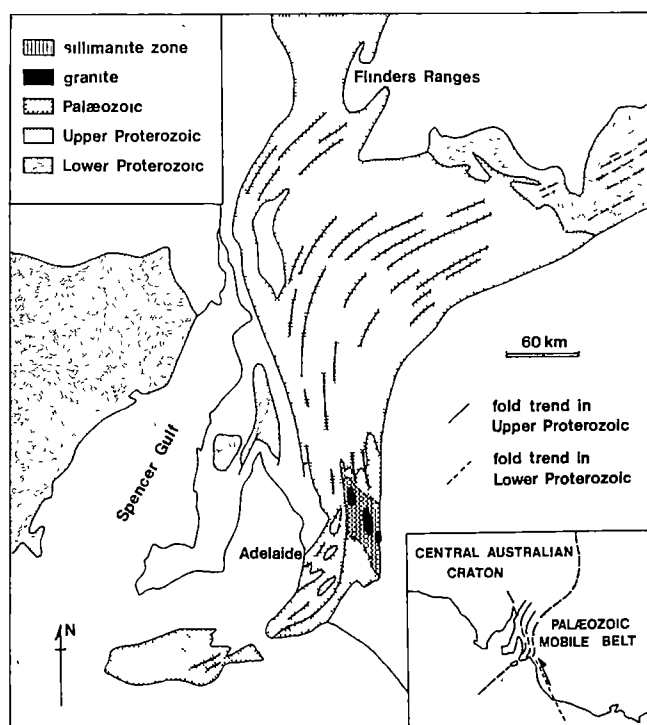 sillimanite zone
granite
Palæozoic
Upper Proterozoic
Lower Proterozoic
Flinders Ranges
60 km
fold trend in
Upper Proterozoic
fold trend in
Lower Proterozoic
Spencer Gulf
Adelaide
N
CENTRAL AUSTRALIAN
CRATON
PALÆOZOIC
MOBILE BELT